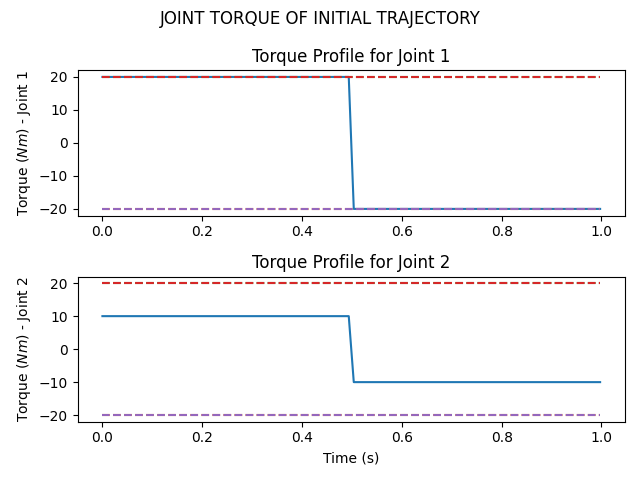 JOINT TORQUE OF INITIAL TRAJECTORY
Torque Profile for Joint 1
Torque (Nm) - Joint 1
20
10
0
−10
−20
0.0 0.2 0.4 0.6 0.8 1.0
Torque Profile for Joint 2
Torque (Nm) - Joint 2
20
10
0
−10
−20
0.0 0.2 0.4 0.6 0.8 1.0
Time (s)